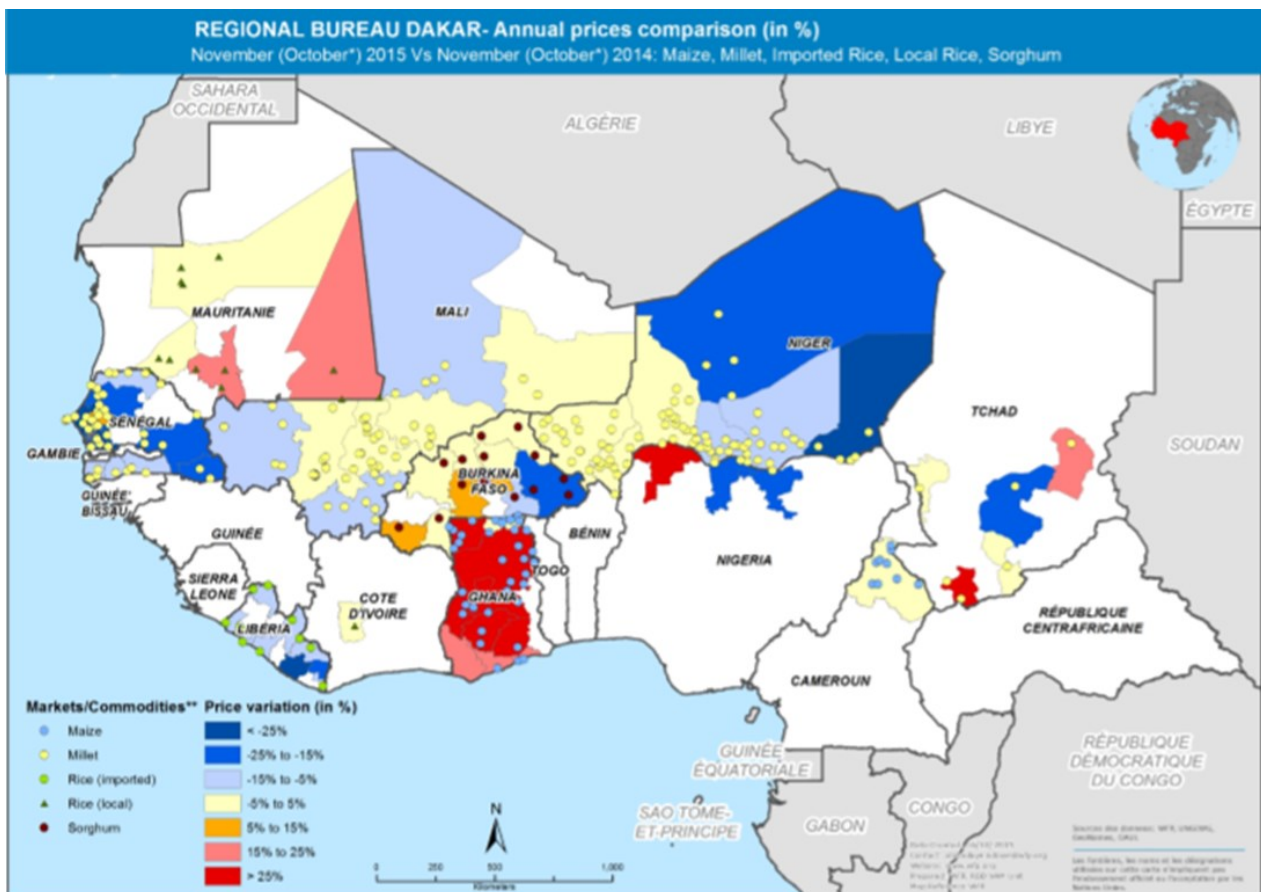 REGIONAL BUREAU DAKAR- Annual prices comparison (in %)
November (October*) 2015 Vs November (October*) 2014: Maize, Millet, Imported Rice, Local Rice, Sorghum
SAHARA
OCCIDENTAL
ALGÈRIE
LIBYE
ÉGYPTE
MAURITANIE
MALI
NIGER
TCHAD
SOUDAN
SÉNÉGAL
GAMBIE
GUINÉE
BISSAU
BURKINA
FASO
GUINÉE
BÉNIN
NIGERIA
SIERRA
LEONE
COTE
D'IVOIRE
TOGO
GHANA
LIBÉRIA
RÉPUBLIQUE
CENTRAFRICAINE
CAMEROUN
GUINÉE
ÉQUATORIALE
RÉPUBLIQUE
DÉMOCRATIQUE
DU CONGO
SAO TOME-
ET-PRINCIPE
GABON
CONGO
Markets/Commodities** Price variation (in %)
Maize
Millet
Rice (imported)
Rice (local)
Sorghum
< -25%
-25% to -15%
-15% to -5%
-5% to 5%
5% to 15%
15% to 25%
> 25%
N
0 500 1,000
Kilometers